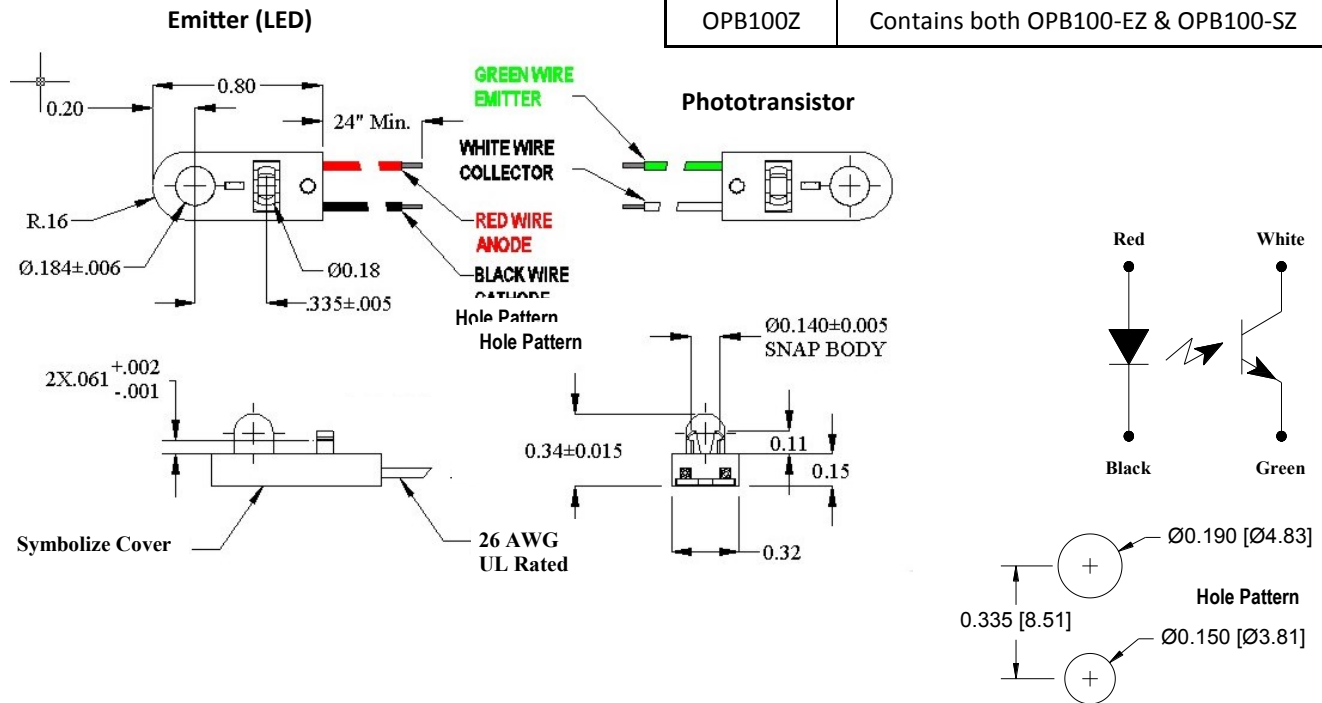 Emitter (LED)
OPB100Z
Contains both OPB100-EZ & OPB100-SZ
0.80
0.20
24" Min.
GREEN WIRE
EMITTER
Phototransistor
WHITE WIRE
COLLECTOR
R.16
RED WIRE
ANODE
Ø.184±.006
Ø0.18
BLACK WIRE
CATHODE
.335±.005
Hole Pattern
Hole Pattern
Ø0.140±0.005
SNAP BODY
2X.061 +.002
-.001
0.34±0.015
0.11
0.15
Symbolize Cover
26 AWG
UL Rated
0.32
Red
White
Black
Green
Ø0.190 [Ø4.83]
Hole Pattern
0.335 [8.51]
Ø0.150 [Ø3.81]